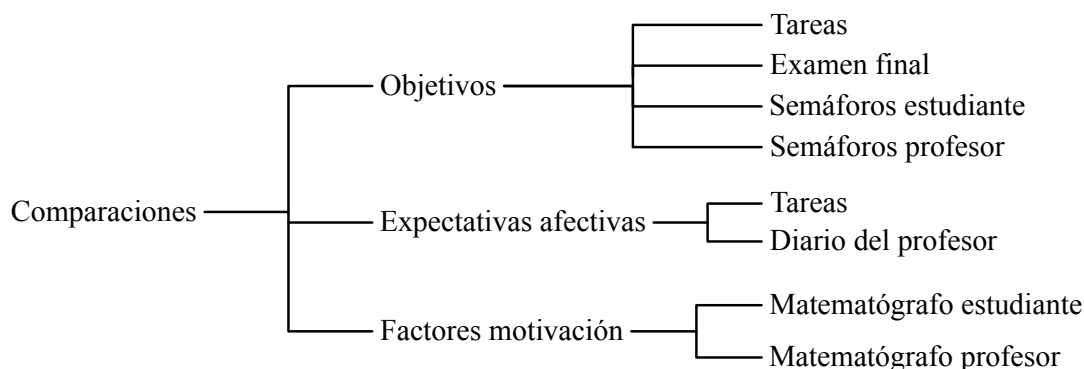 Comparaciones
Objetivos
Tareas
Examen final
Semáforos estudiante
Semáforos profesor
Expectativas afectivas
Tareas
Diario del profesor
Factores motivación
Matematógrafo estudiante
Matematógrafo profesor